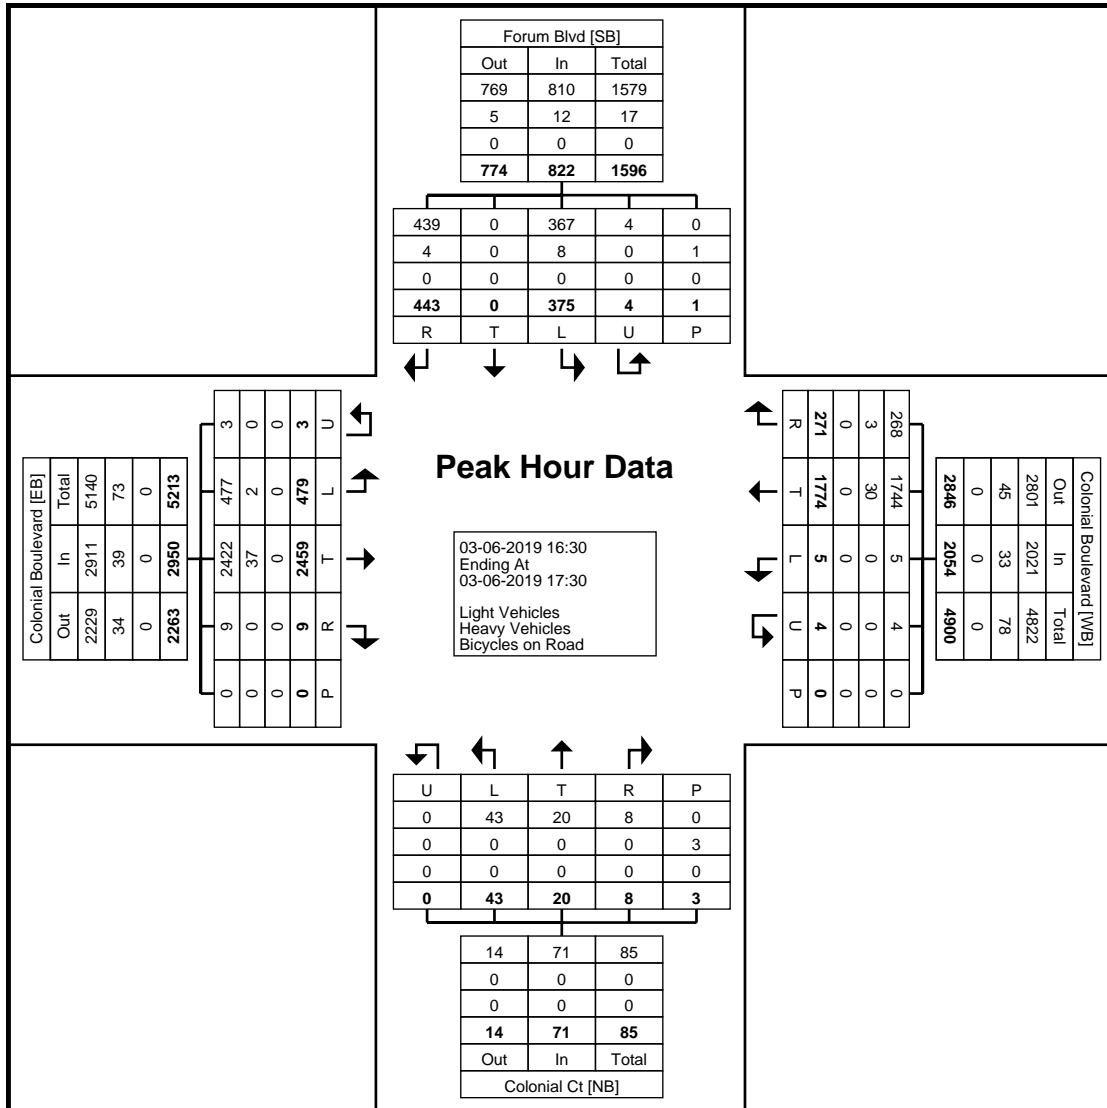 Forum Blvd [SB]
Out In Total
769 810 1579
5 12 17
0 0 0
774 822 1596
439 0 367 4 0
4 0 8 0 1
0 0 0 0 0
443 0 375 4 1
R T L U P
Colonial Boulevard [EB]
Total In Out
5140 2911 2229
73 39 34
0 0 0
5213 2950 2263
3 477 2422 9 0
0 2 37 0 0
0 0 0 0 0
3 479 2459 9 0
U L T R P
Peak Hour Data
03-06-2019 16:30
Ending At
03-06-2019 17:30
Light Vehicles
Heavy Vehicles
Bicycles on Road
Colonial Boulevard [WB]
Out In Total
2801 2021 4822
45 33 78
0 0 0
2846 2054 4900
268 1744 5 4 0
3 30 0 0 0
0 0 0 0 0
271 1774 5 4 0
R T L U P
U L T R P
0 43 20 8 0
0 0 0 0 3
0 0 0 0 0
0 43 20 8 3
14 71 85
0 0 0
0 0 0
14 71 85
Out In Total
Colonial Ct [NB]